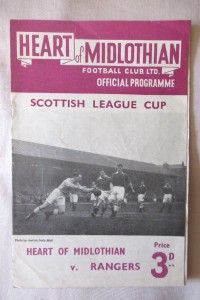 HEART of MIDLOTHIAN
FOOTBALL CLUB LTD.
OFFICIAL PROGRAMME
SCOTTISH LEAGUE CUP
HEART OF MIDLOTHIAN
v. RANGERS
Price
3D